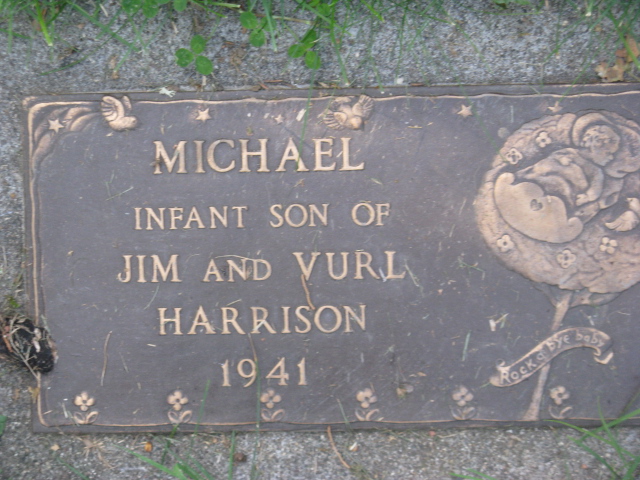 MICHAEL
INFANT SON OF
JIM AND VURL
HARRISON
1941
Rock a bye baby